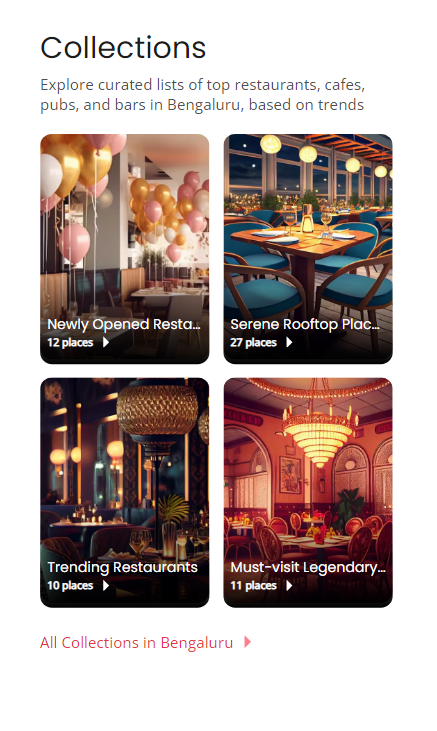 Collections
Explore curated lists of top restaurants, cafes,
pubs, and bars in Bengaluru, based on trends
Newly Opened Resta...
12 places
Serene Rooftop Plac...
27 places
Trending Restaurants
10 places
Must-visit Legendary...
11 places
All Collections in Bengaluru